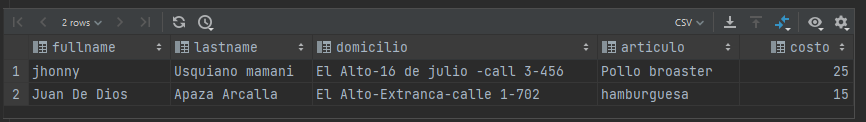 2 rows CSV
fullname lastname domicilio articulo costo
1 jhonny Usquiano mamani El Alto-16 de julio -call 3-456 Pollo broaster 25
2 Juan De Dios Apaza Arcalla El Alto-Extranca-calle 1-702 hamburguesa 15